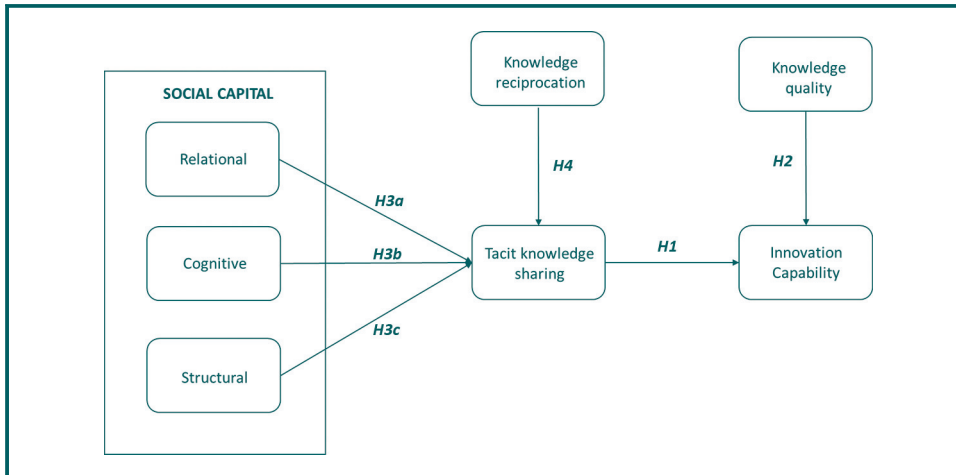 SOCIAL CAPITAL
Relational
Cognitive
Structural
H3a
H3b
H3c
Knowledge
reciprocation
H4
Tacit knowledge
sharing
H1
Knowledge
quality
H2
Innovation
Capability